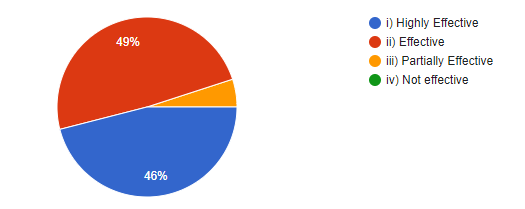 49%
46%
i) Highly Effective
ii) Effective
iii) Partially Effective
iv) Not effective